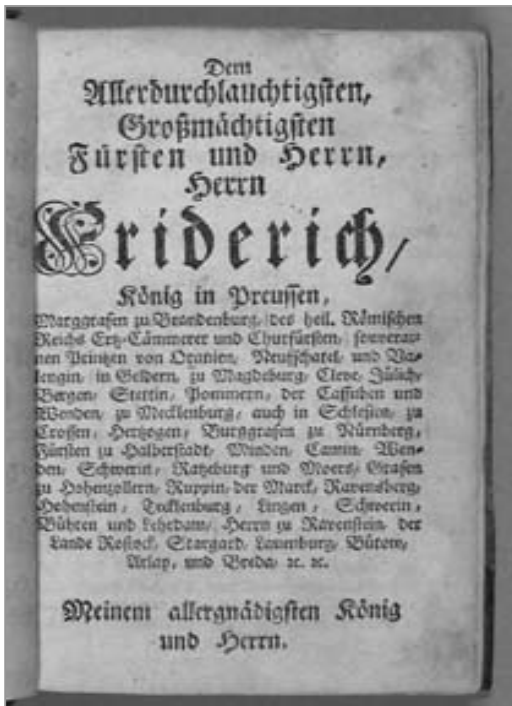 Dem
Allerdurchlauchtigsten,
Großmächtigsten
Fürsten und Herrn,
Herrn
Friderich,
König in Preussen,
Marggrafen zu Brandenburg, des heil. Römischen
Reichs Ertz-Cämmerer und Churfürsten, souverai-
nen Printzen von Oranien, Neufschatel, und Va-
lengin, in Geldern, zu Magdeburg, Cleve, Jülich,
Bergen, Stettin, Pommern, der Cassuben und
Wenden, zu Mecklenburg, auch in Schlesien, zu
Crossen, Hertzogen, Burggrafen zu Nürnberg,
Fürsten zu Halberstadt, Minden, Camin, Wen-
den, Schwerin, Ratzeburg und Moers, Grafen
zu Hohenzollern, Ruppin, der Marck, Ravensberg,
Hohenstein, Tecklenburg, Lingen, Schwerin,
Bühren und Lehrdam, Herrn zu Ravenstein, der
Lande Rostock, Stargard, Lauenburg, Bütow,
Arlay, und Breda, ꝛc. ꝛc.
Meinem allergnädigsten König
und Herrn.